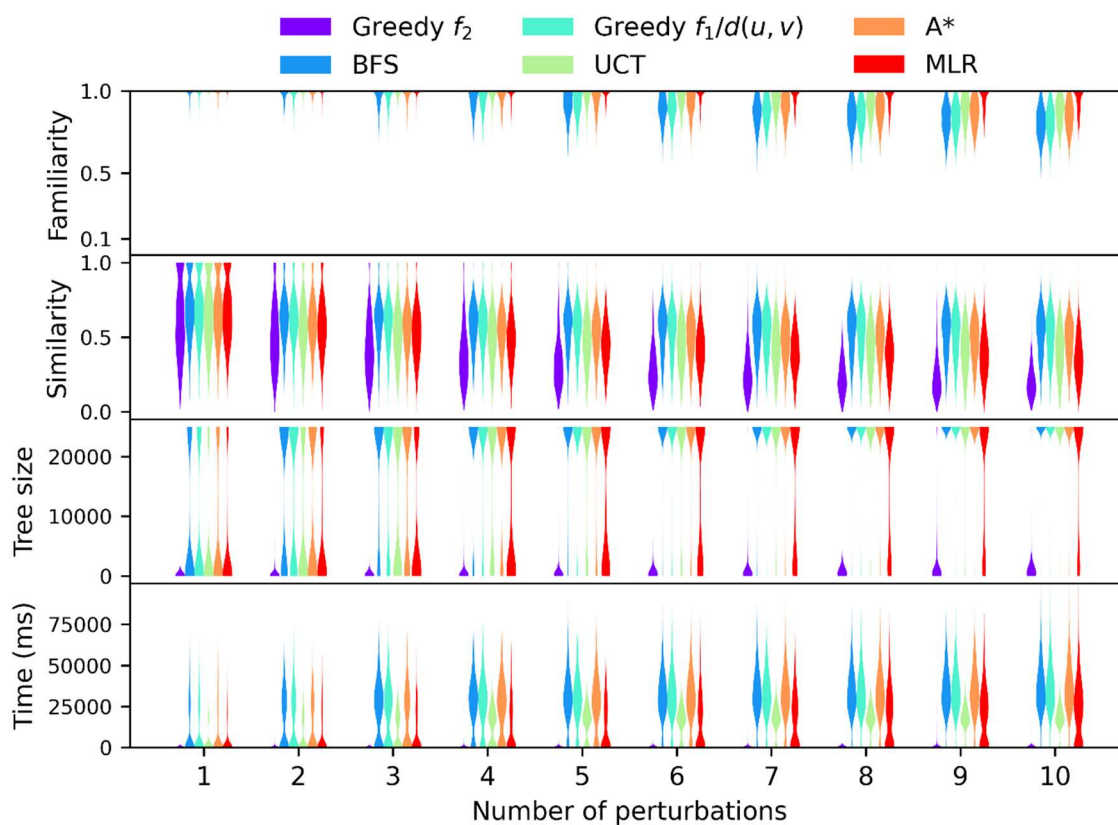 Greedy f₂ Greedy f₁/d(u, v) A*
BFS UCT MLR
Familiarity
1.0
0.5
0.1
Similarity
1.0
0.5
0.0
Tree size
20000
10000
0
Time (ms)
75000
50000
25000
0
1 2 3 4 5 6 7 8 9 10
Number of perturbations